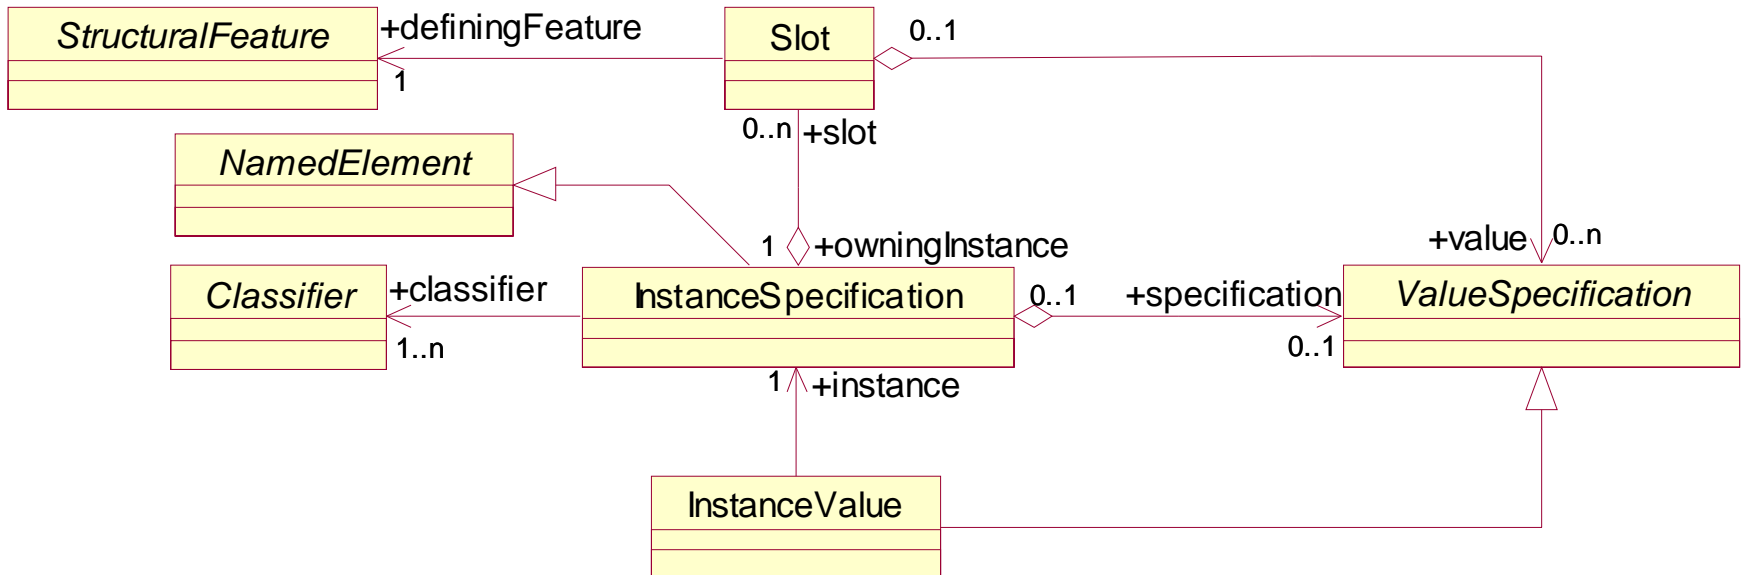 StructuralFeature
+definingFeature
1
Slot
0..1
0..n
+slot
NamedElement
1
+owningInstance
+value
0..n
Classifier
+classifier
1..n
InstanceSpecification
0..1
+specification
0..1
ValueSpecification
1
+instance
InstanceValue